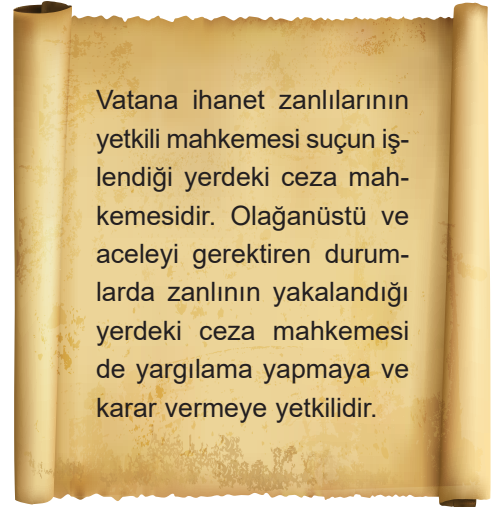 Vatana ihanet zanlılarının
yetkili mahkemesi suçun iş-
lendiği yerdeki ceza mah-
kemesidir. Olağanüstü ve
aceleyi gerektiren durum-
larda zanlının yakalandığı
yerdeki ceza mahkemesi
de yargılama yapmaya ve
karar vermeye yetkilidir.